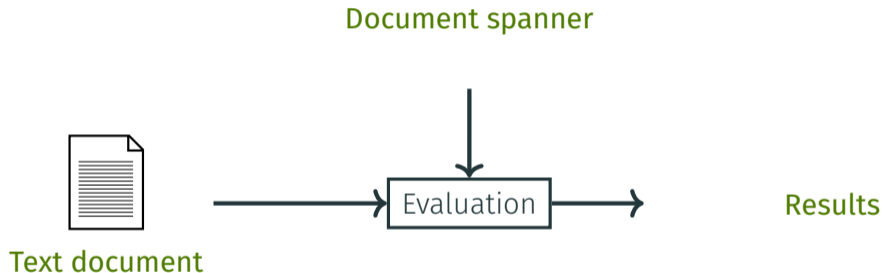 Document spanner
Evaluation
Results
Text document